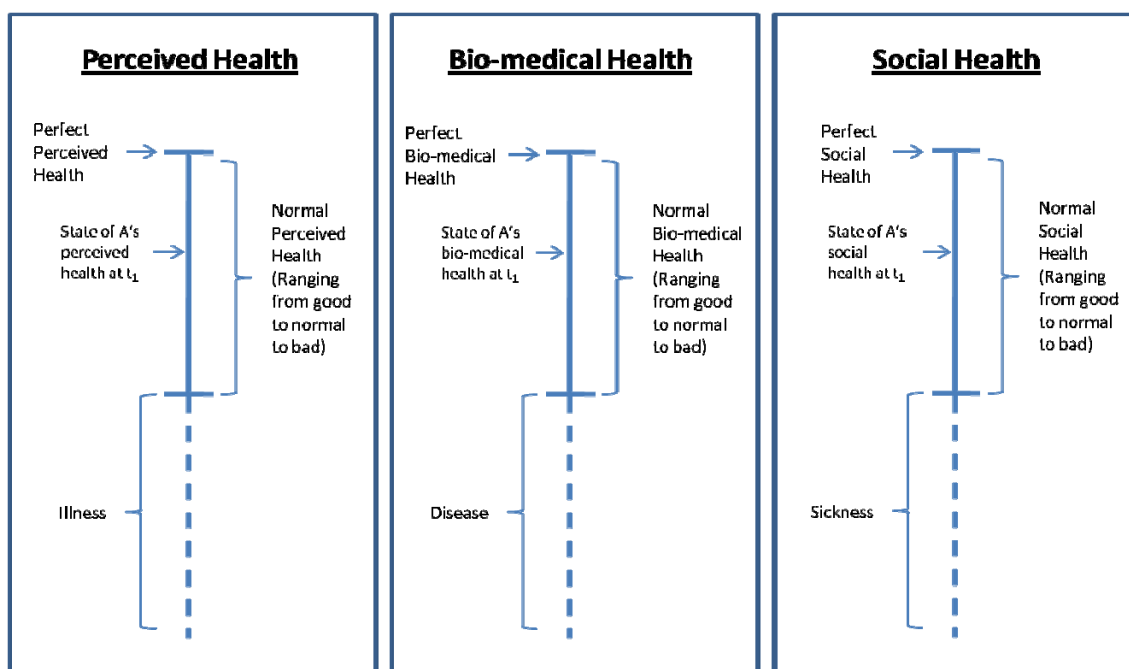 Perceived Health
Perfect
Perceived
Health
State of A's
perceived
health at t₁
Normal
Perceived
Health
(Ranging
from good
to normal
to bad)
Illness
Bio-medical Health
Perfect
Bio-medical
Health
State of A's
bio-medical
health at t₁
Normal
Bio-medical
Health
(Ranging
from good
to normal
to bad)
Disease
Social Health
Perfect
Social
Health
State of A's
social
health at t₁
Normal
Social
Health
(Ranging
from good
to normal
to bad)
Sickness